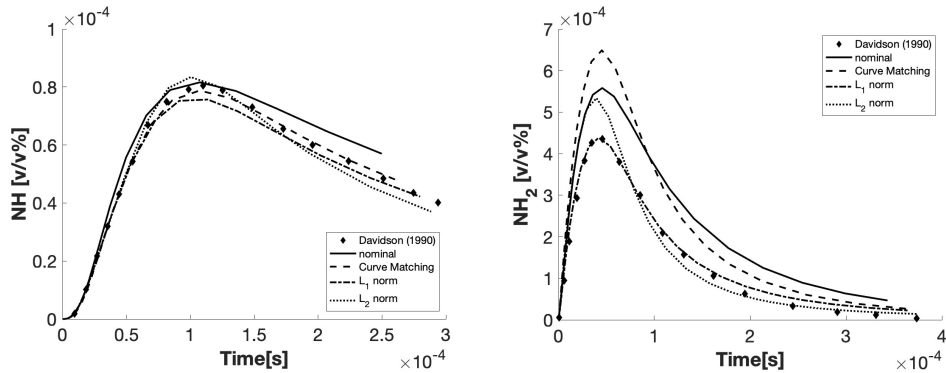 ×10⁻⁴
1
0.8
0.6
0.4
0.2
0
NH [v/v%]
0 0.5 1 1.5 2 2.5 3
Time[s]
×10⁻⁴
Davidson (1990)
nominal
Curve Matching
L₁ norm
L₂ norm
×10⁻⁴
7
6
5
4
3
2
1
0
NH₂ [v/v%]
0 1 2 3 4
Time[s]
×10⁻⁴
Davidson (1990)
nominal
Curve Matching
L₁ norm
L₂ norm